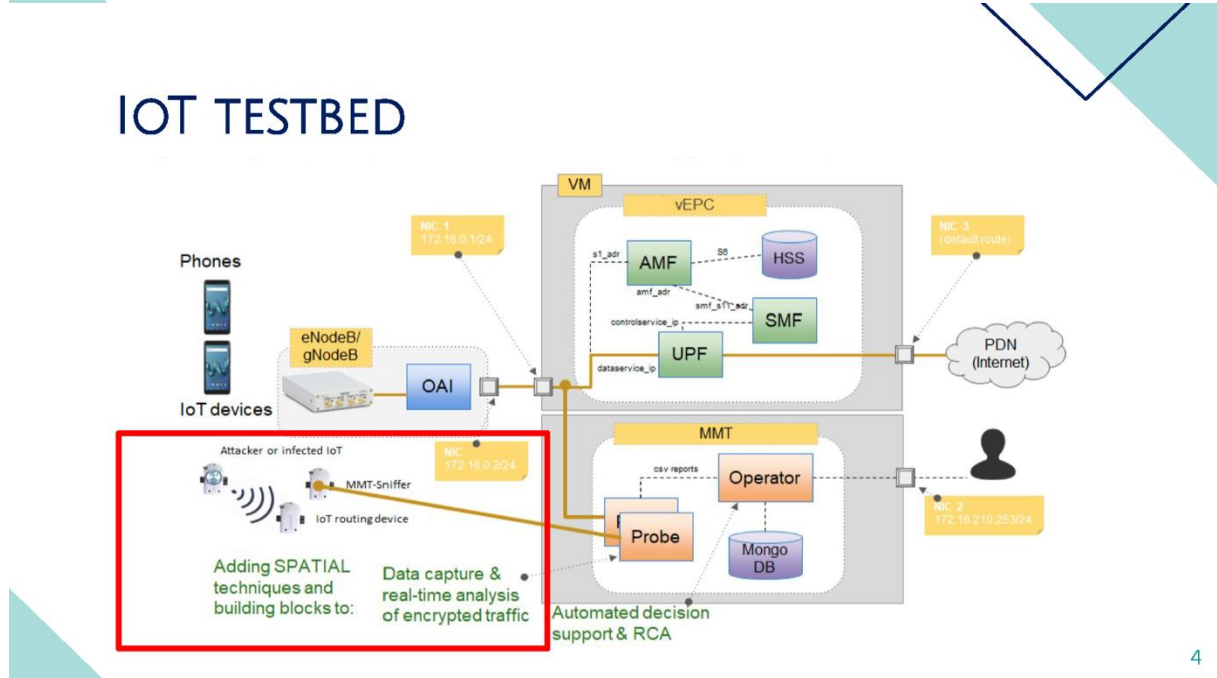 IoT TESTBED
VM
vEPC
NIC 1
172.16.0.1/24
NIC 3
(default route)
s1_adr
AMF
S6
HSS
Phones
amf_adr
smf_s11_adr
SMF
controlservice_ip
eNodeB/
gNodeB
UPF
PDN
(Internet)
OAI
dataservice_ip
IoT devices
MMT
Attacker or infected IoT
NIC
172.16.0.2/24
csv reports
Operator
MMT-Sniffer
IoT routing device
NIC 2
172.16.210.253/24
Probe
Mongo
DB
Adding SPATIAL
techniques and
building blocks to:
Data capture &
real-time analysis
of encrypted traffic
Automated decision
support & RCA
4